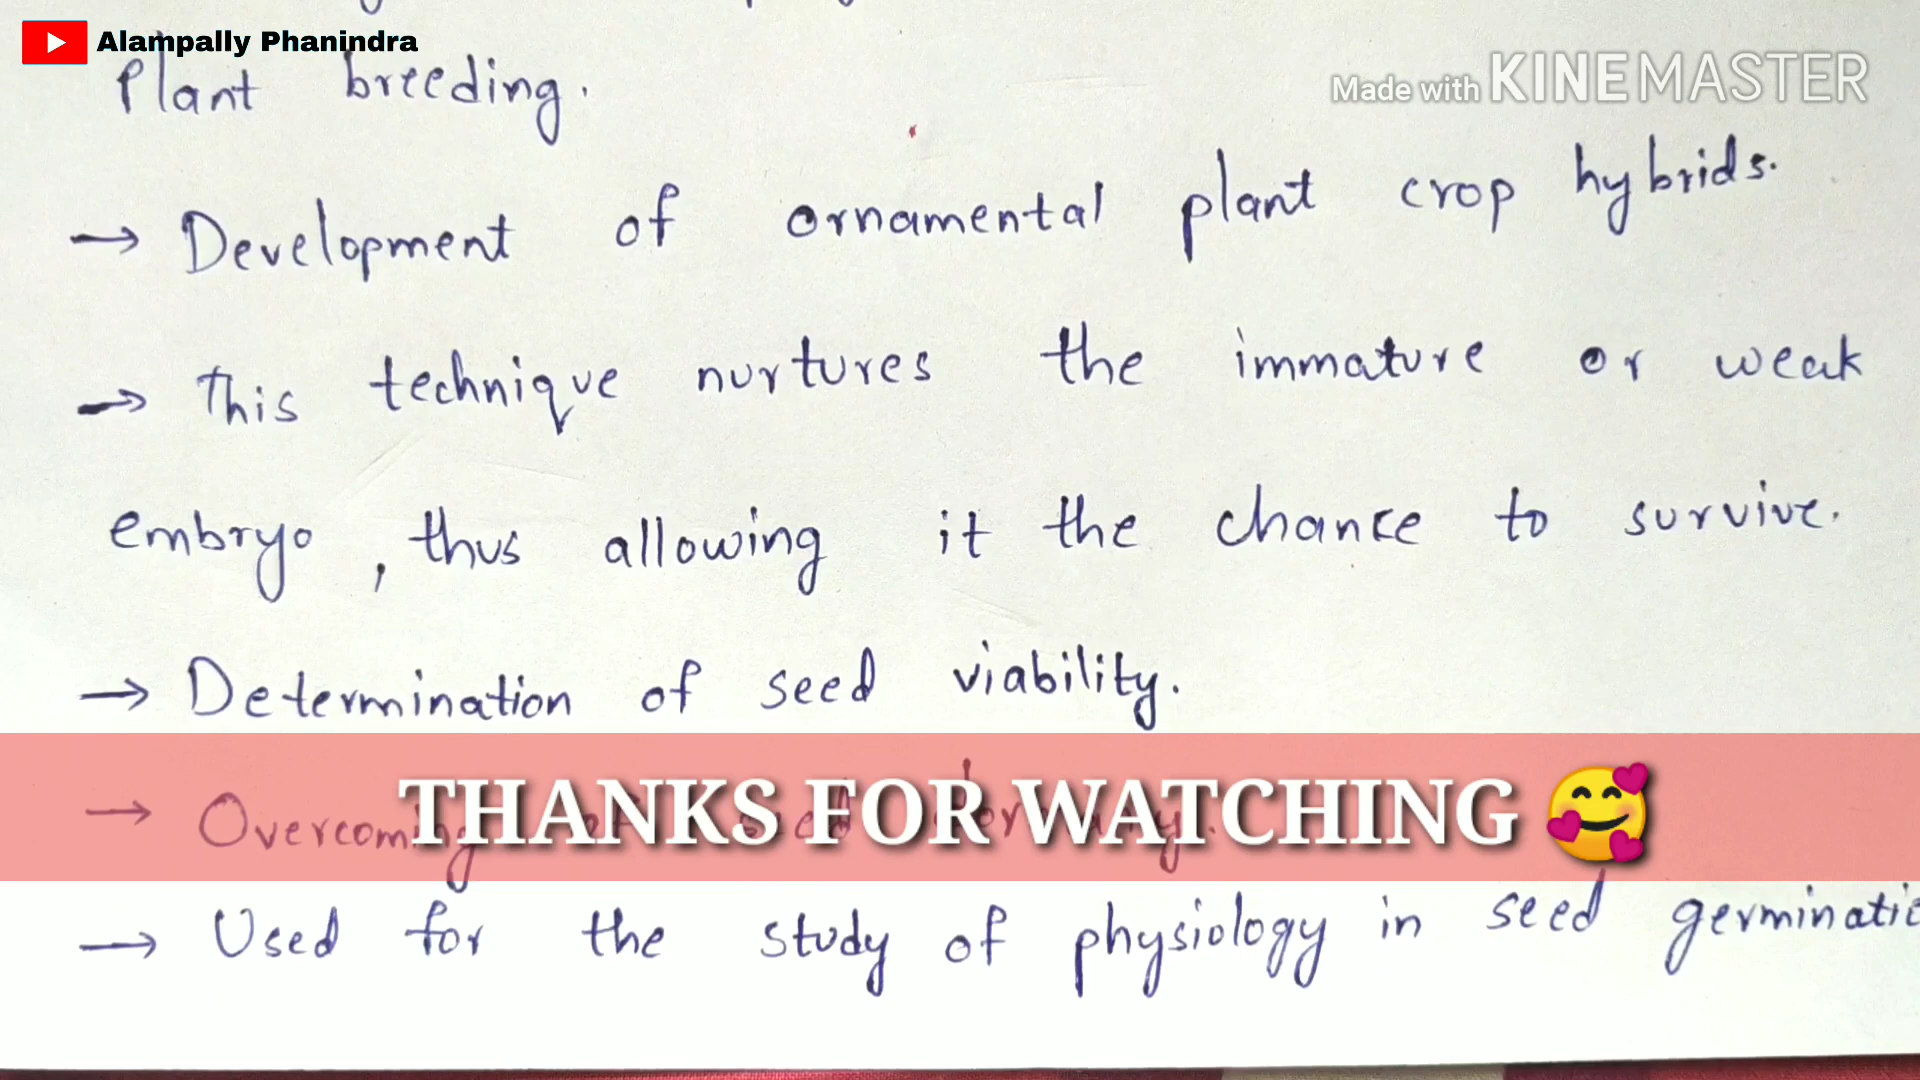 Alampally Phanindra
Made with KINEMASTER
Plant breeding.
→ Development of ornamental plant crop hybrids.
→ This technique nurtures the immature or weak
embryo, thus allowing it the chance to survive.
→ Determination of seed viability.
→ Overcoming of seed
THANKS FOR WATCHING 🥰
→ Used for the study of physiology in seed